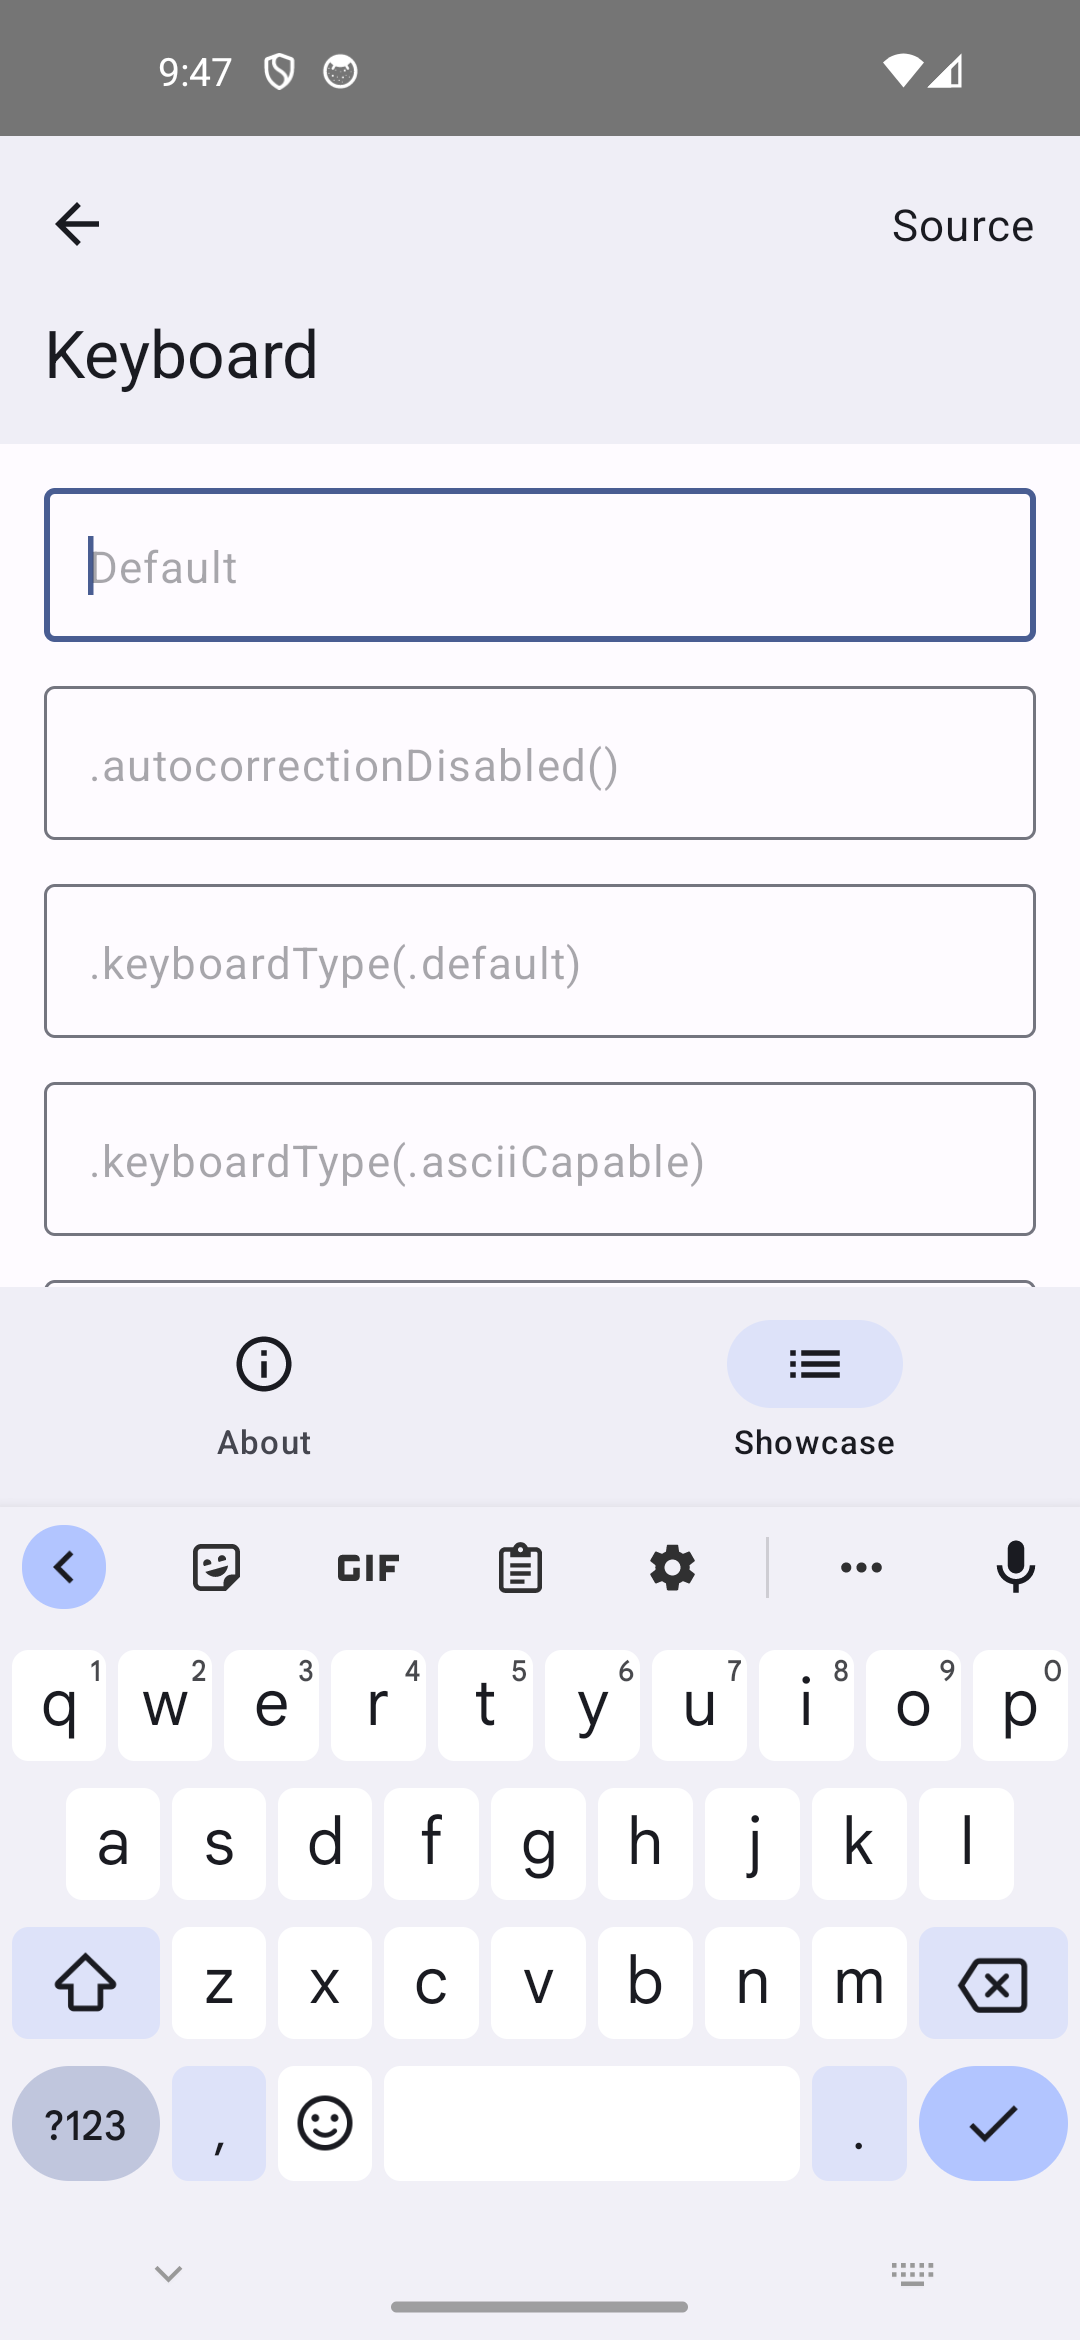 9:47
Source
Keyboard
Default
.autocorrectionDisabled()
.keyboardType(.default)
.keyboardType(.asciiCapable)
About
Showcase
GIF
q 1 w 2 e 3 r 4 t 5 y 6 u 7 i 8 o 9 p 0
a s d f g h j k l
z x c v b n m
?123 , .